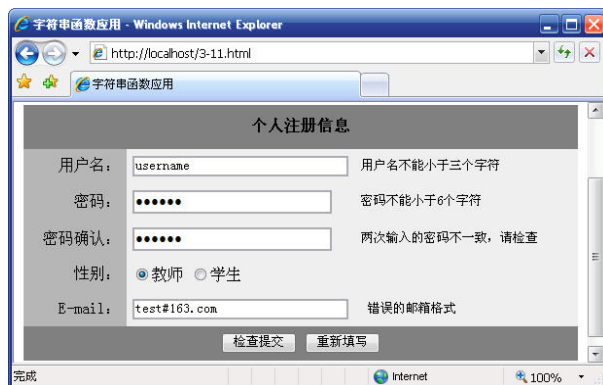 字符串函数应用 - Windows Internet Explorer
http://localhost/3-11.html
字符串函数应用
个人注册信息
用户名： username 用户名不能小于三个字符
密码： ●●●●●● 密码不能小于6个字符
密码确认： ●●●●●● 两次输入的密码不一致，请检查
性别： 教师 学生
E-mail： test#163.com 错误的邮箱格式
检查提交 重新填写
完成 Internet 100%